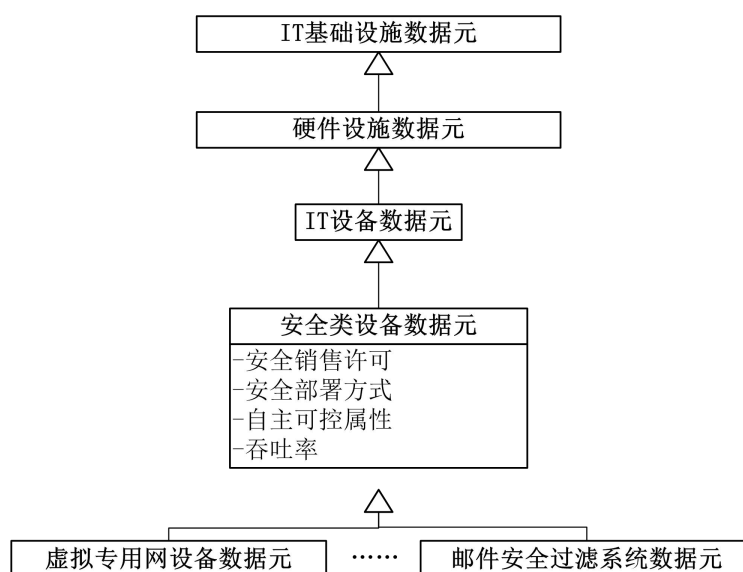 IT基础设施数据元
硬件设施数据元
IT设备数据元
安全类设备数据元
-安全销售许可
-安全部署方式
-自主可控属性
-吞吐率
虚拟专用网设备数据元 …… 邮件安全过滤系统数据元